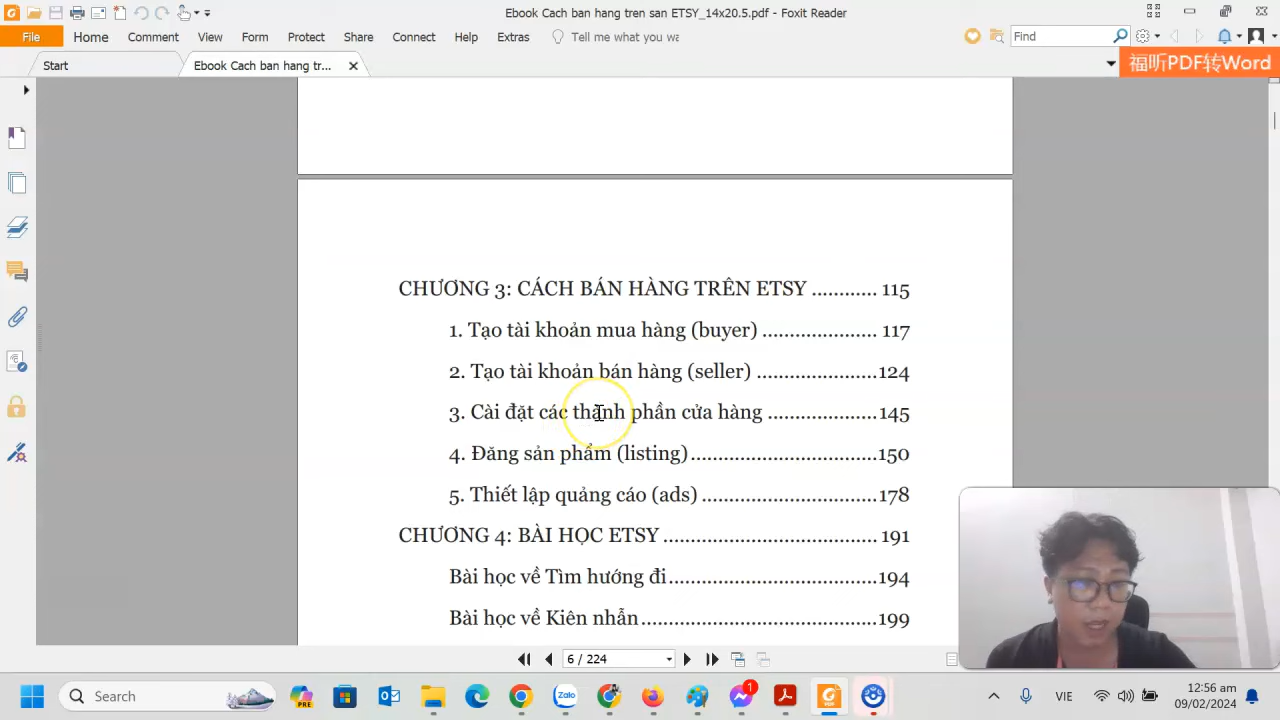 Ebook Cach ban hang tren san ETSY_14x20.5.pdf - Foxit Reader
File Home Comment View Form Protect Share Connect Help Extras Tell me what you wa Find
Start Ebook Cach ban hang tr... 福昕PDF转Word
CHƯƠNG 3: CÁCH BÁN HÀNG TRÊN ETSY ............ 115
1. Tạo tài khoản mua hàng (buyer) ..................... 117
2. Tạo tài khoản bán hàng (seller) ......................124
3. Cài đặt các thành phần cửa hàng ....................145
4. Đăng sản phẩm (listing)..................................150
5. Thiết lập quảng cáo (ads) ................................178
CHƯƠNG 4: BÀI HỌC ETSY ....................................... 191
Bài học về Tìm hướng đi......................................194
Bài học về Kiên nhẫn...........................................199
6 / 224
Search PRE Zalo 1 VIE 12:56 am
09/02/2024